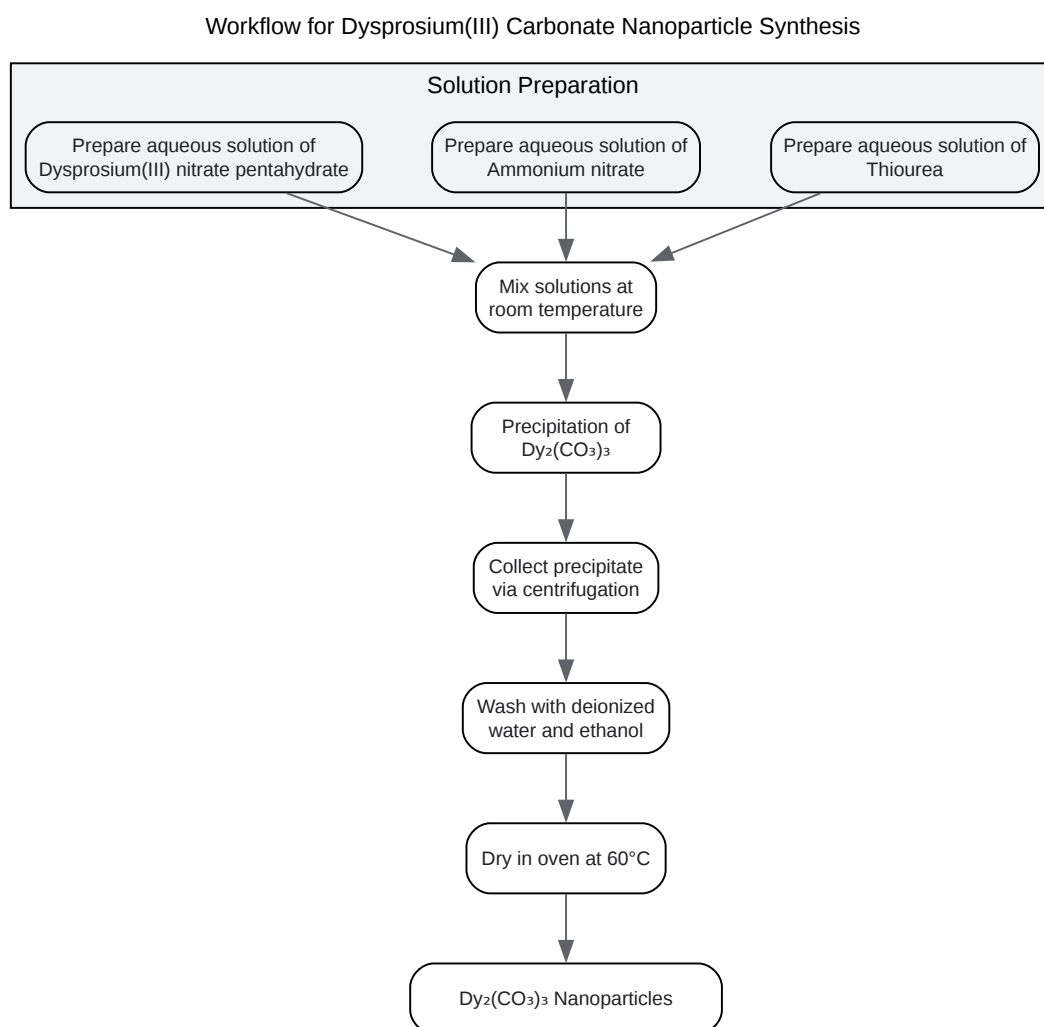 Workflow for Dysprosium(III) Carbonate Nanoparticle Synthesis
Solution Preparation
Prepare aqueous solution of
Dysprosium(III) nitrate pentahydrate
Prepare aqueous solution of
Ammonium nitrate
Prepare aqueous solution of
Thiourea
Mix solutions at
room temperature
Precipitation of
Dy₂(CO₃)₃
Collect precipitate
via centrifugation
Wash with deionized
water and ethanol
Dry in oven at 60°C
Dy₂(CO₃)₃ Nanoparticles